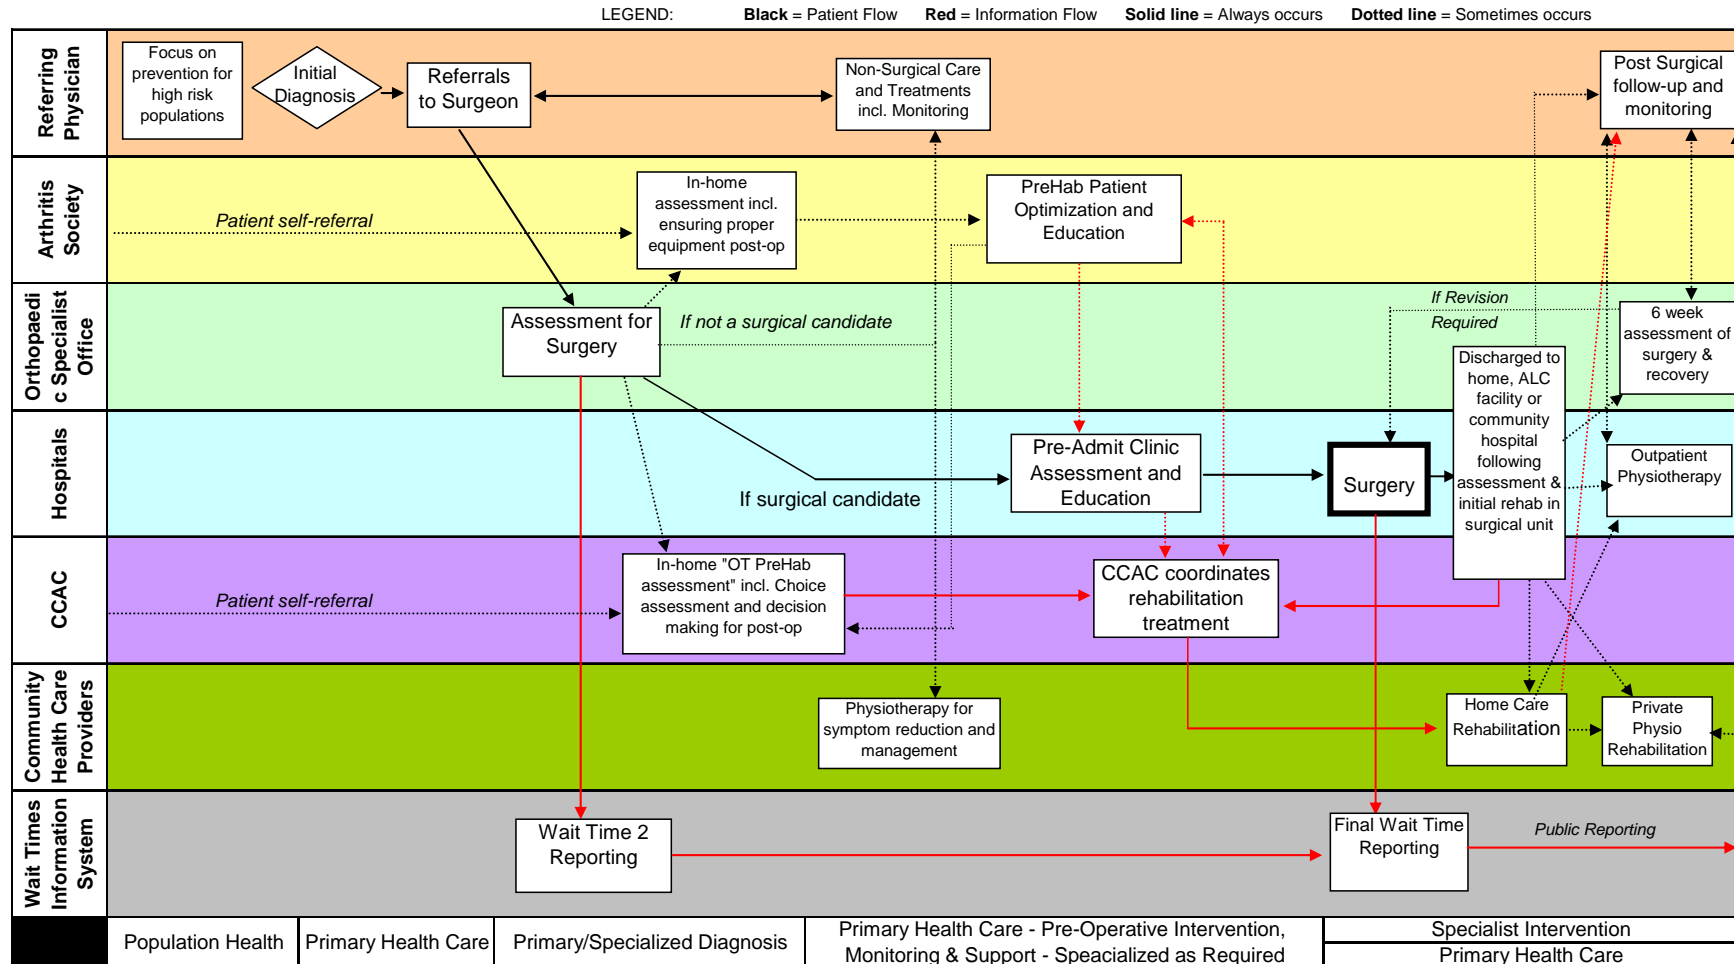 LEGEND: Black = Patient Flow Red = Information Flow Solid line = Always occurs Dotted line = Sometimes occurs
Referring
Physician
Focus on
prevention for
high risk
populations
Initial
Diagnosis
Referrals
to Surgeon
Non-Surgical Care
and Treatments
incl. Monitoring
Post Surgical
follow-up and
monitoring
Arthritis
Society
Patient self-referral
In-home
assessment incl.
ensuring proper
equipment post-op
PreHab Patient
Optimization and
Education
Orthopaedi
c Specialist
Office
Assessment for
Surgery
If not a surgical candidate
If Revision
Required
6 week
assessment of
surgery &
recovery
Discharged to
home, ALC
facility or
community
hospital
following
assessment &
initial rehab in
surgical unit
Hospitals
If surgical candidate
Pre-Admit Clinic
Assessment and
Education
Surgery
Outpatient
Physiotherapy
CCAC
Patient self-referral
In-home "OT PreHab
assessment" incl. Choice
assessment and decision
making for post-op
CCAC coordinates
rehabilitation
treatment
Community
Health Care
Providers
Physiotherapy for
symptom reduction and
management
Home Care
Rehabilitation
Private
Physio
Rehabilitation
Wait Times
Information
System
Wait Time 2
Reporting
Final Wait Time
Reporting
Public Reporting
Population Health
Primary Health Care
Primary/Specialized Diagnosis
Primary Health Care - Pre-Operative Intervention,
Monitoring & Support - Speacialized as Required
Specialist Intervention
Primary Health Care